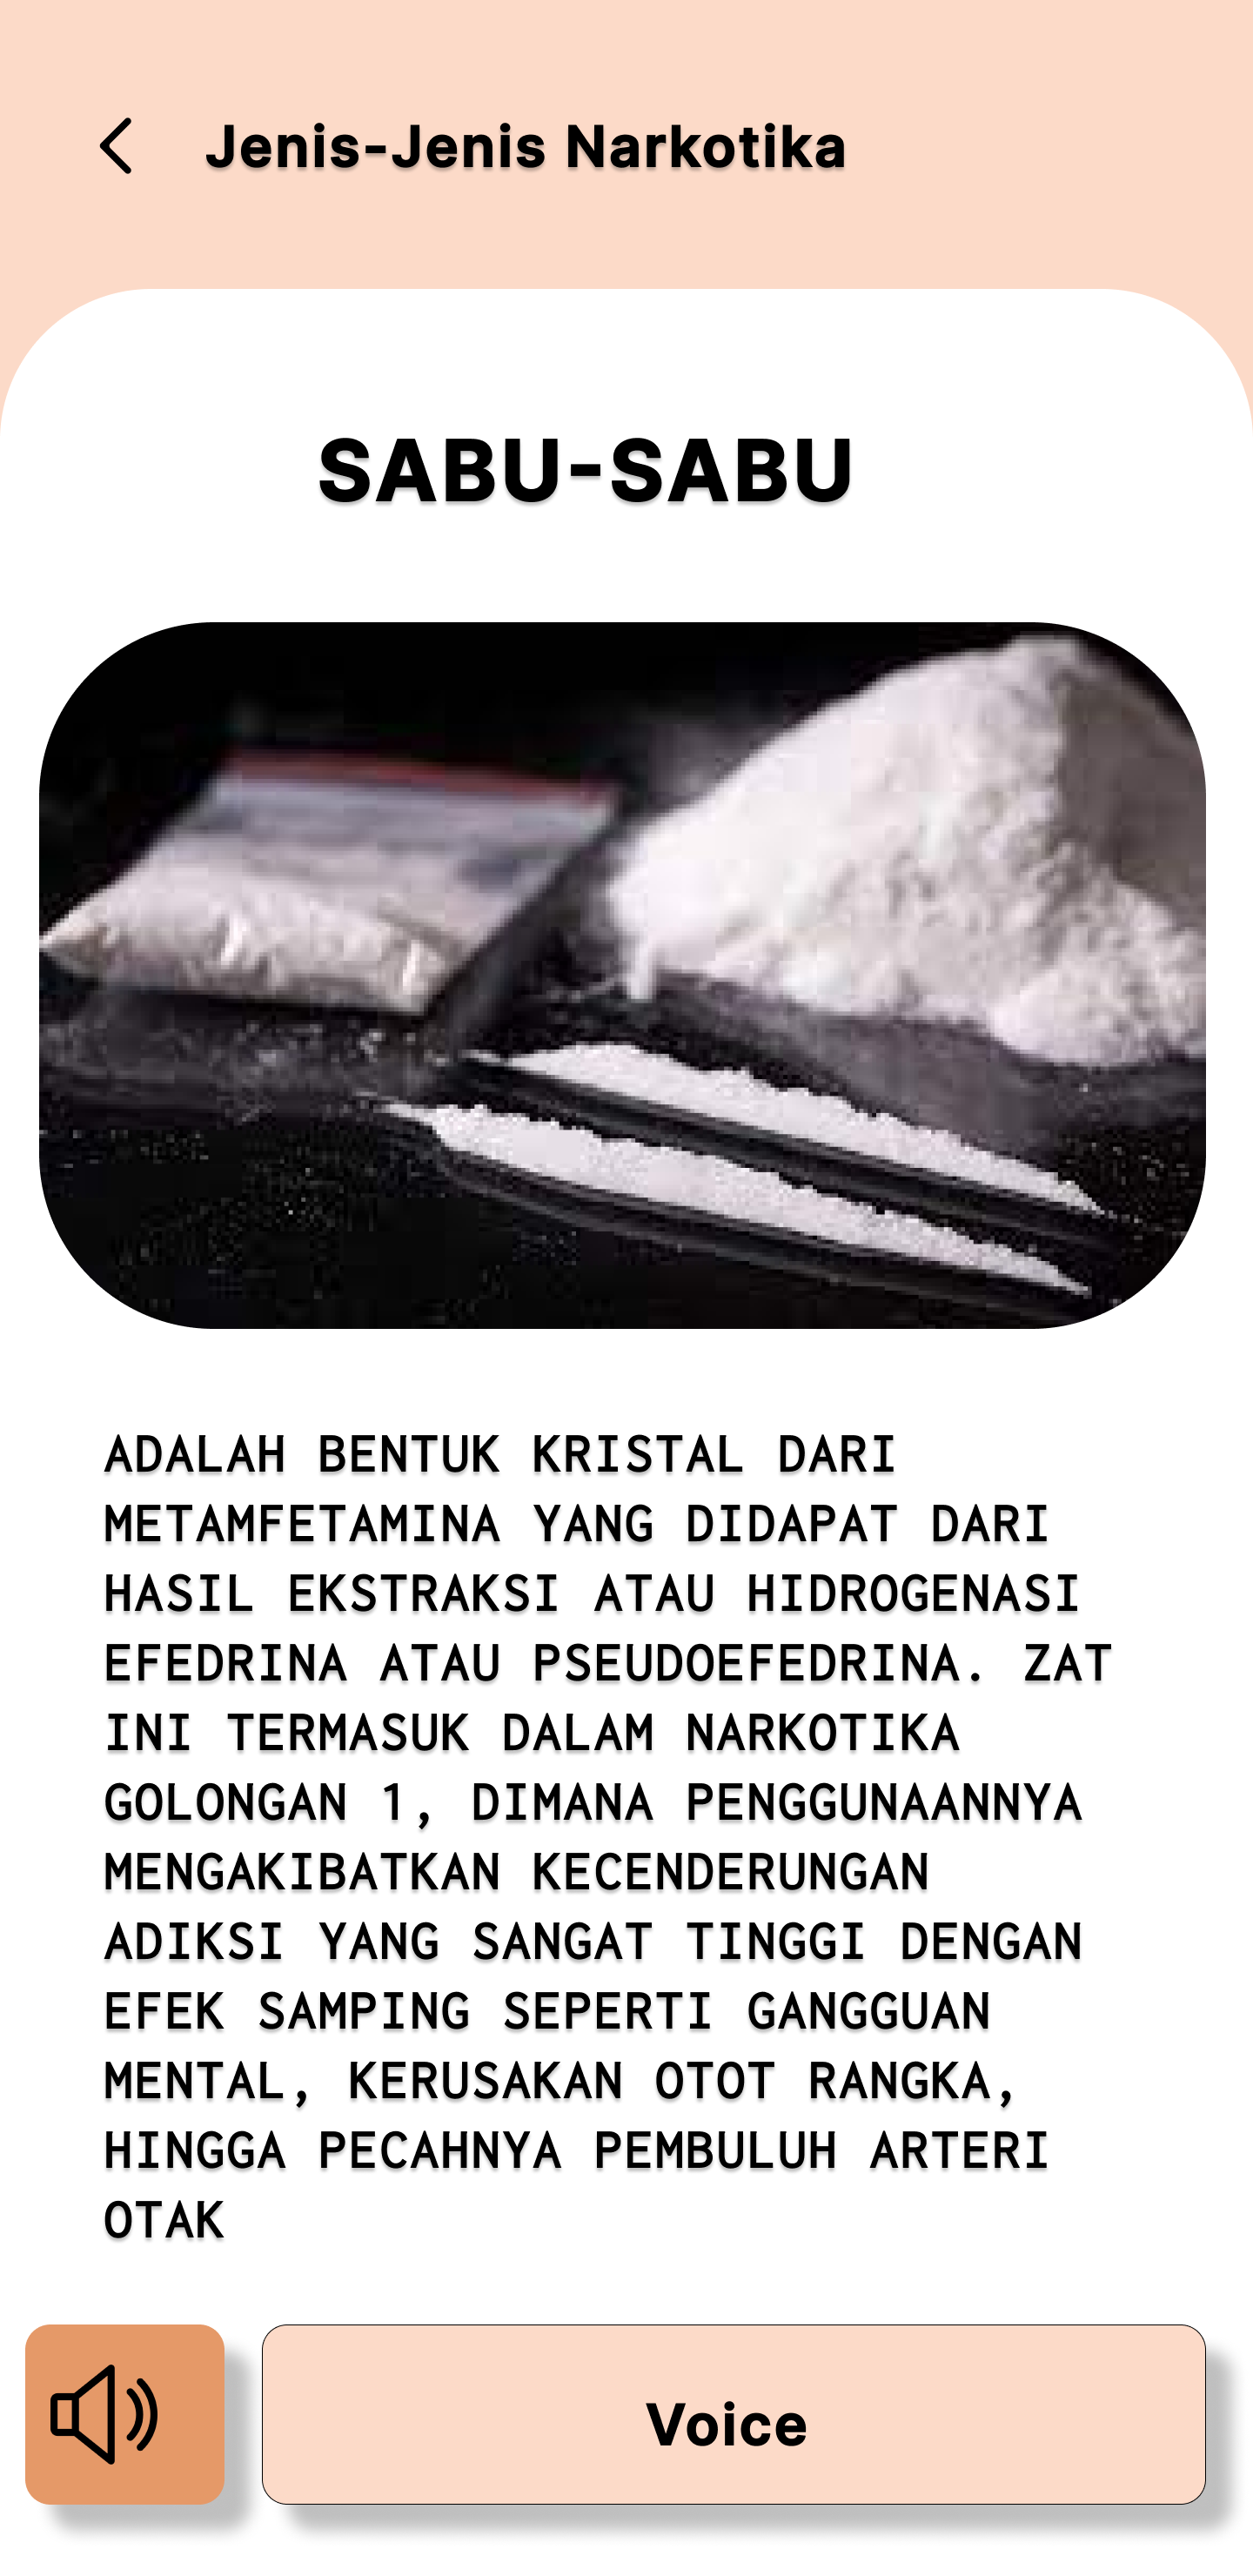 Jenis-Jenis Narkotika
SABU-SABU
ADALAH BENTUK KRISTAL DARI
METAMFETAMINA YANG DIDAPAT DARI
HASIL EKSTRAKSI ATAU HIDROGENASI
EFEDRINA ATAU PSEUDOEFEDRINA. ZAT
INI TERMASUK DALAM NARKOTIKA
GOLONGAN 1, DIMANA PENGGUNAANNYA
MENGAKIBATKAN KECENDERUNGAN
ADIKSI YANG SANGAT TINGGI DENGAN
EFEK SAMPING SEPERTI GANGGUAN
MENTAL, KERUSAKAN OTOT RANGKA,
HINGGA PECAHNYA PEMBULUH ARTERI
OTAK
Voice